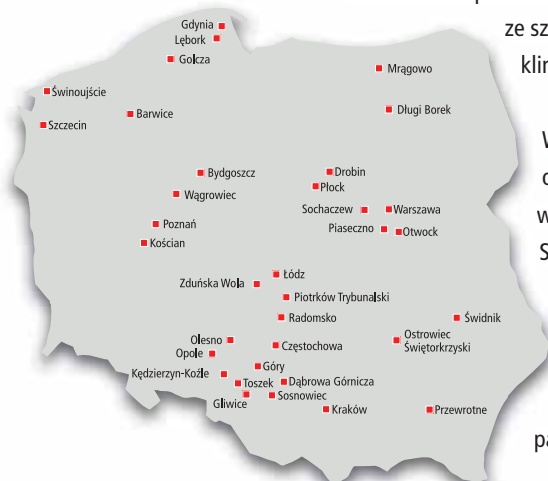 Gdynia
Lębork
Golcza
Mrągowo
Świnoujście
Barwice
Długi Borek
Szczecin
Bydgoszcz
Drobin
Płock
Wągrowiec
Sochaczew
Warszawa
Poznań
Piaseczno
Otwock
Kościan
Łódź
Zduńska Wola
Piotrków Trybunalski
Radomsko
Świdnik
Olesno
Częstochowa
Ostrowiec
Świętorkrzyski
Opole
Góry
Kędzierzyn-Koźle
Toszek
Dąbrowa Górnicza
Gliwice
Sosnowiec
Kraków
Przewrotne
ze sz
klin
w
S
pa